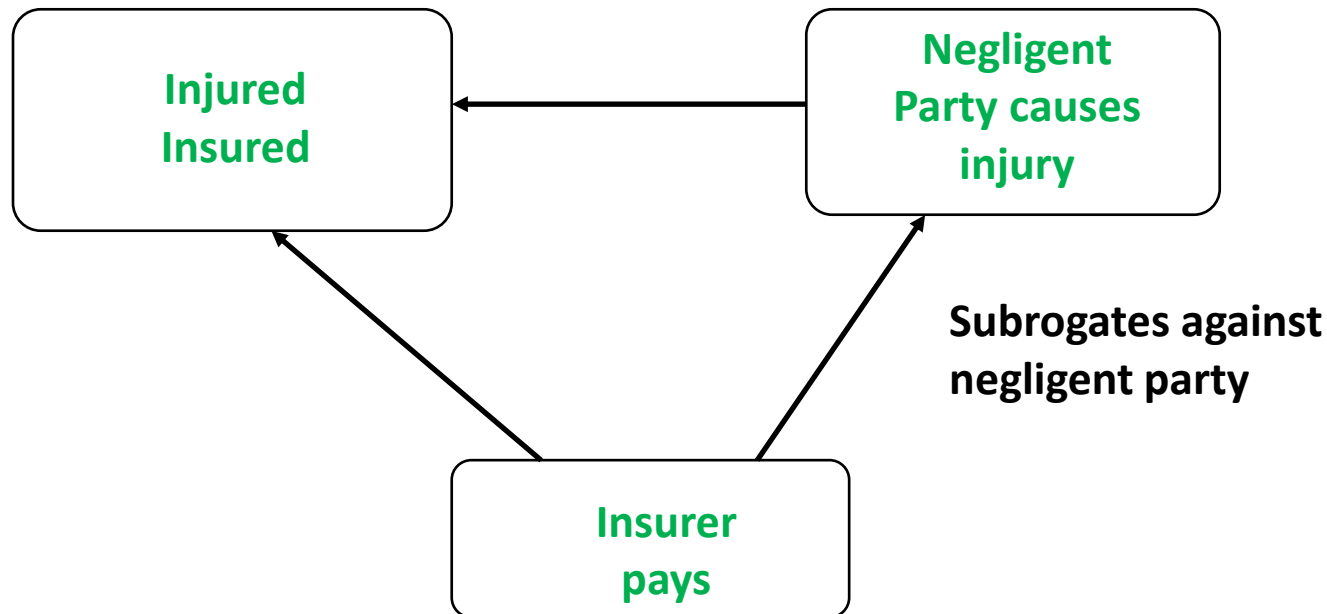 Injured
Insured
Negligent
Party causes
injury
Subrogates against
negligent party
Insurer
pays